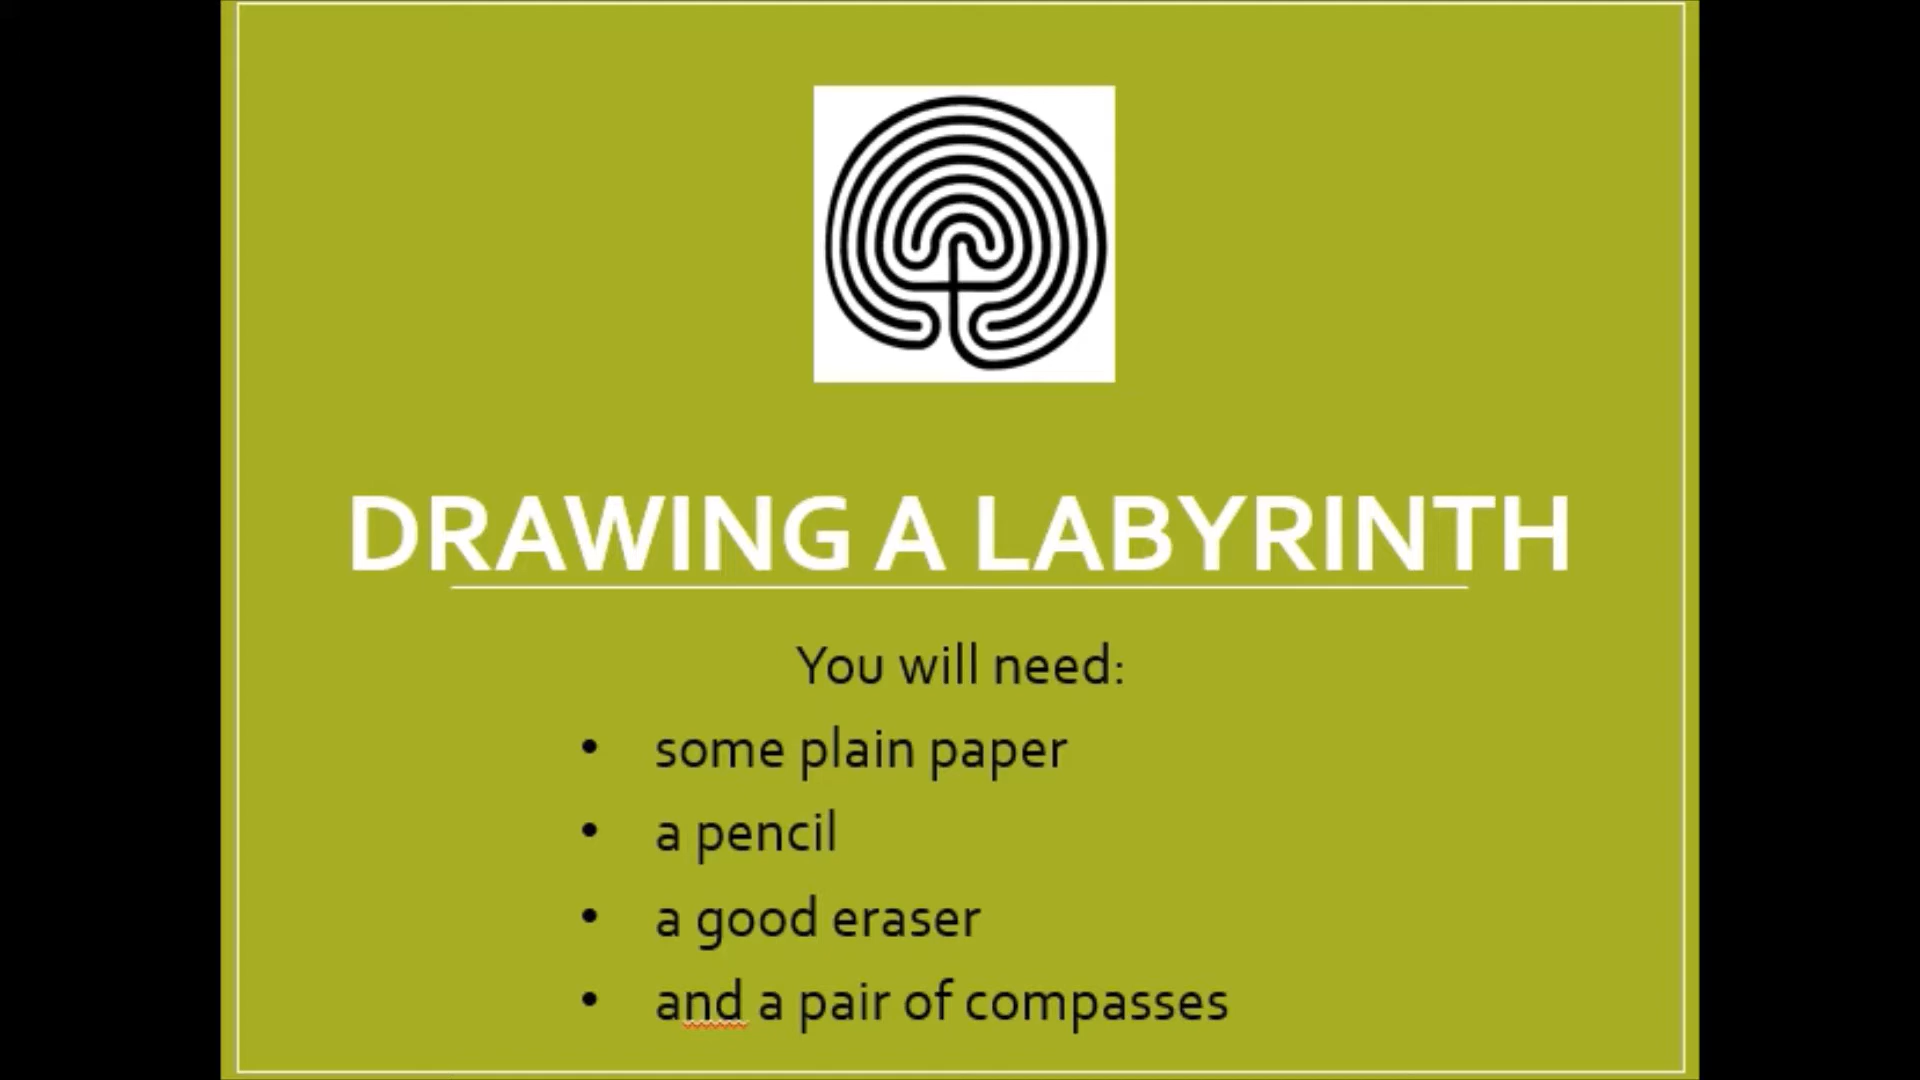 DRAWING A LABYRINTH
You will need:
• some plain paper
• a pencil
• a good eraser
• and a pair of compasses